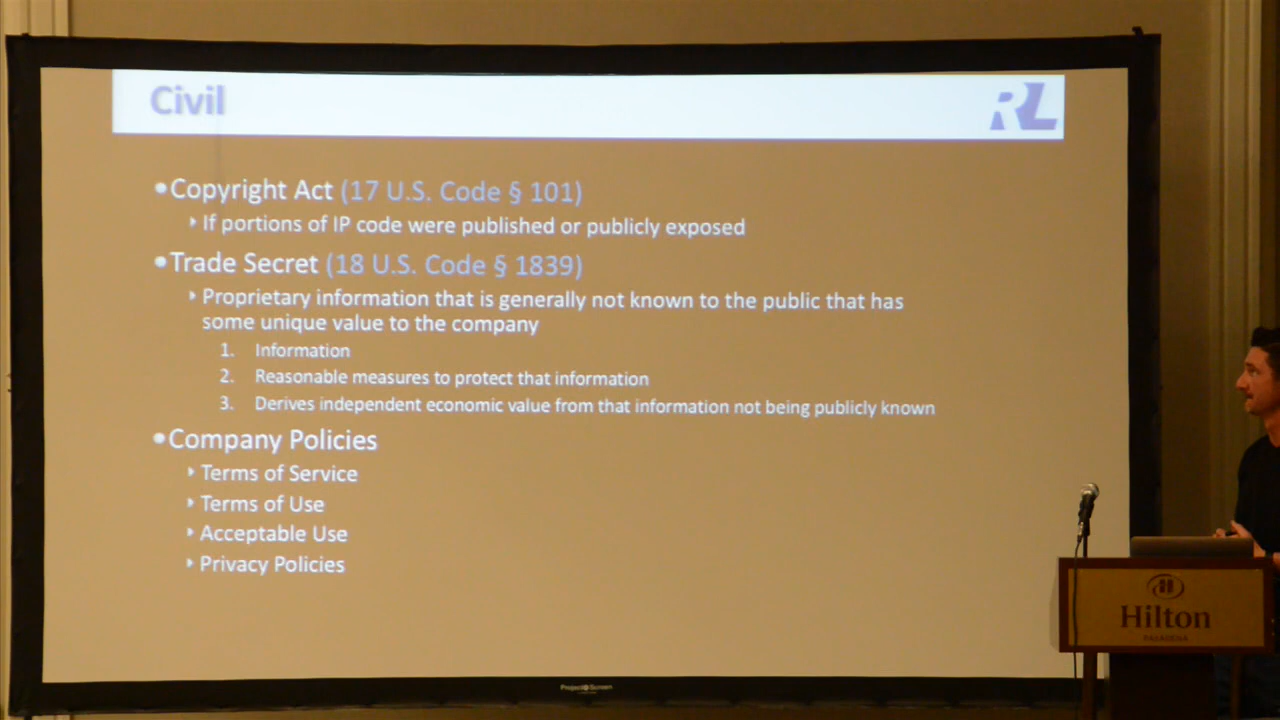 Civil
RL
•Copyright Act (17 U.S. Code § 101)
‣ If portions of IP code were published or publicly exposed
•Trade Secret (18 U.S. Code § 1839)
‣ Proprietary information that is generally not known to the public that has
some unique value to the company
1. Information
2. Reasonable measures to protect that information
3. Derives independent economic value from that information not being publicly known
•Company Policies
‣ Terms of Service
‣ Terms of Use
‣ Acceptable Use
‣ Privacy Policies
Hilton
PASADENA
Project Screen